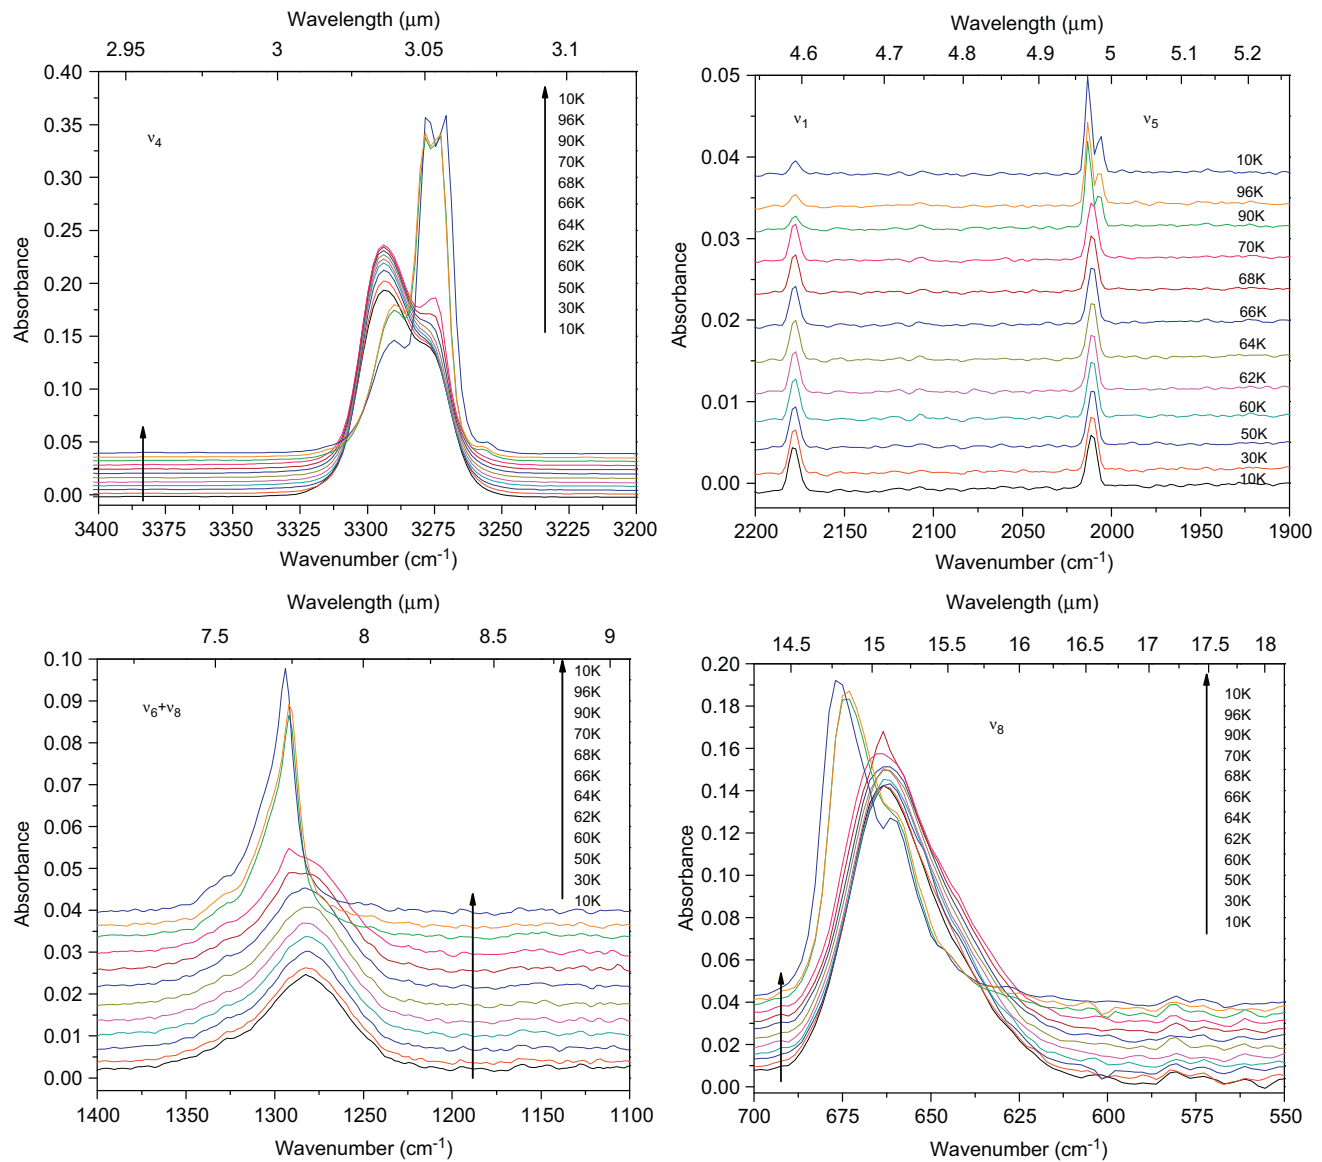 Wavelength (μm)
2.95 3 3.05 3.1
0.40
0.35
0.30
0.25
0.20
0.15
0.10
0.05
0.00
Absorbance
ν4
10K
96K
90K
70K
68K
66K
64K
62K
60K
50K
30K
10K
3400 3375 3350 3325 3300 3275 3250 3225 3200
Wavenumber (cm-1)
Wavelength (μm)
4.6 4.7 4.8 4.9 5 5.1 5.2
0.05
0.04
0.03
0.02
0.01
0.00
Absorbance
ν1 ν5
10K
96K
90K
70K
68K
66K
64K
62K
60K
50K
30K
10K
2200 2150 2100 2050 2000 1950 1900
Wavenumber (cm-1)
Wavelength (μm)
7.5 8 8.5 9
0.10
0.09
0.08
0.07
0.06
0.05
0.04
0.03
0.02
0.01
0.00
Absorbance
ν6+ν8
10K
96K
90K
70K
68K
66K
64K
62K
60K
50K
30K
10K
1400 1350 1300 1250 1200 1150 1100
Wavenumber (cm-1)
Wavelength (μm)
14.5 15 15.5 16 16.5 17 17.5 18
0.20
0.18
0.16
0.14
0.12
0.10
0.08
0.06
0.04
0.02
0.00
Absorbance
ν8
10K
96K
90K
70K
68K
66K
64K
62K
60K
50K
30K
10K
700 675 650 625 600 575 550
Wavenumber (cm-1)